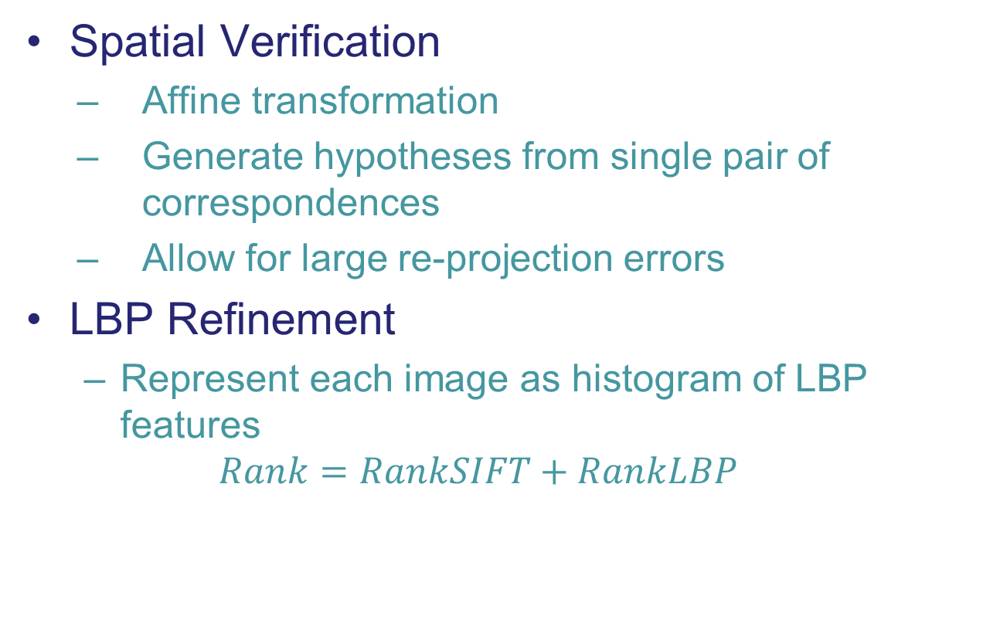 • Spatial Verification
– Affine transformation
– Generate hypotheses from single pair of
correspondences
– Allow for large re-projection errors
• LBP Refinement
– Represent each image as histogram of LBP
features
Rank = RankSIFT + RankLBP